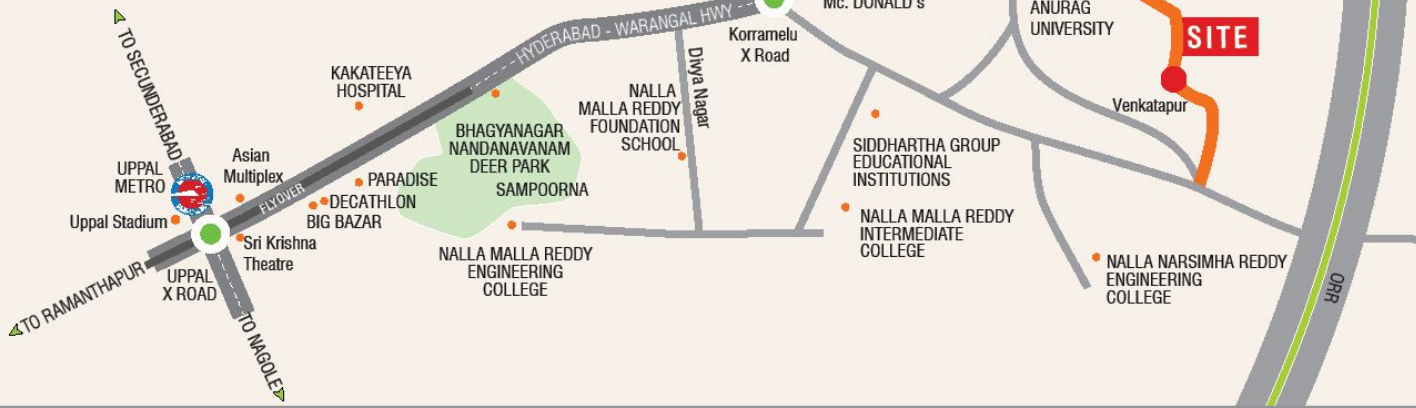 Mc. DONALD's
ANURAG
UNIVERSITY
SITE
HYDERABAD - WARANGAL HWY
Korramelu
X Road
TO SECUNDERABAD
KAKATEEYA
HOSPITAL
Divya Nagar
NALLA
MALLA REDDY
FOUNDATION
SCHOOL
Venkatapur
BHAGYANAGAR
NANDANAVANAM
DEER PARK
SAMPOORNA
SIDDHARTHA GROUP
EDUCATIONAL
INSTITUTIONS
Asian
Multiplex
UPPAL
METRO
FLYOVER
PARADISE
DECATHLON
BIG BAZAR
Uppal Stadium
Sri Krishna
Theatre
NALLA MALLA REDDY
INTERMEDIATE
COLLEGE
NALLA MALLA REDDY
ENGINEERING
COLLEGE
NALLA NARSIMHA REDDY
ENGINEERING
COLLEGE
UPPAL
X ROAD
TO RAMANTHAPUR
TO NAGOLE
ORR